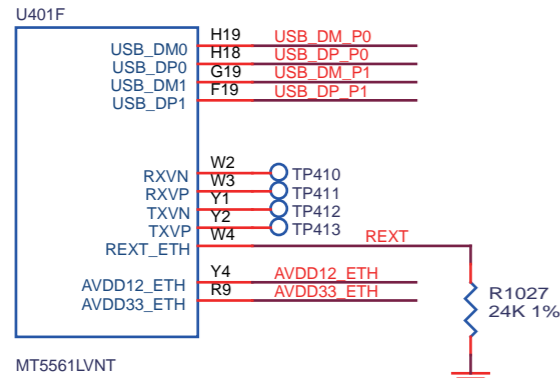 U401F
USB_DM0 H19 USB_DM_P0
USB_DP0 H18 USB_DP_P0
USB_DM1 G19 USB_DM_P1
USB_DP1 F19 USB_DP_P1
RXVN W2 TP410
RXVP W3 TP411
TXVN Y1 TP412
TXVP Y2 TP413
REXT_ETH W4 REXT
AVDD12_ETH Y4 AVDD12_ETH
AVDD33_ETH R9 AVDD33_ETH
R1027
24K 1%
MT5561LVNT